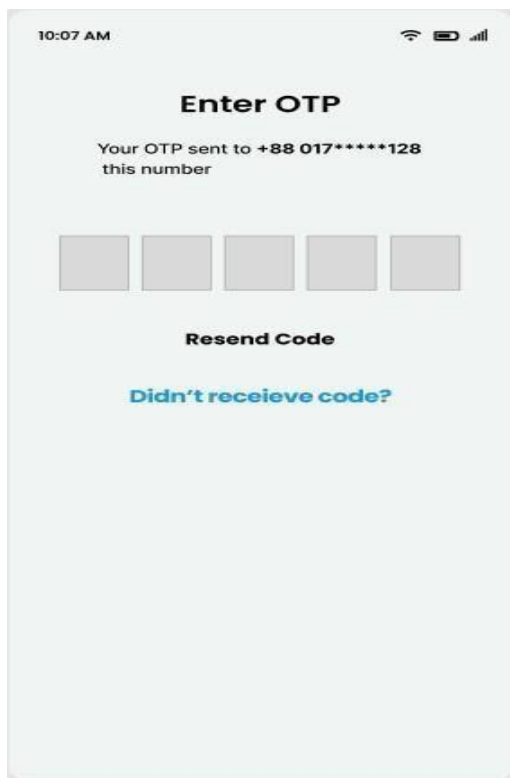 10:07 AM
Enter OTP
Your OTP sent to +88 017*****128
this number
Resend Code
Didn't receieve code?